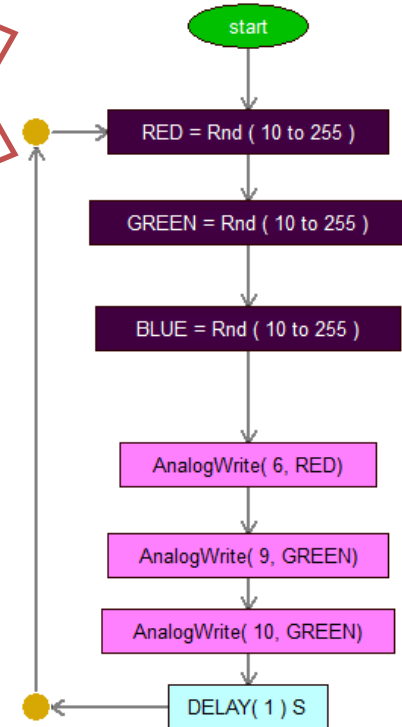 start
RED = Rnd ( 10 to 255 )
GREEN = Rnd ( 10 to 255 )
BLUE = Rnd ( 10 to 255 )
AnalogWrite( 6, RED)
AnalogWrite( 9, GREEN)
AnalogWrite( 10, GREEN)
DELAY( 1 ) S